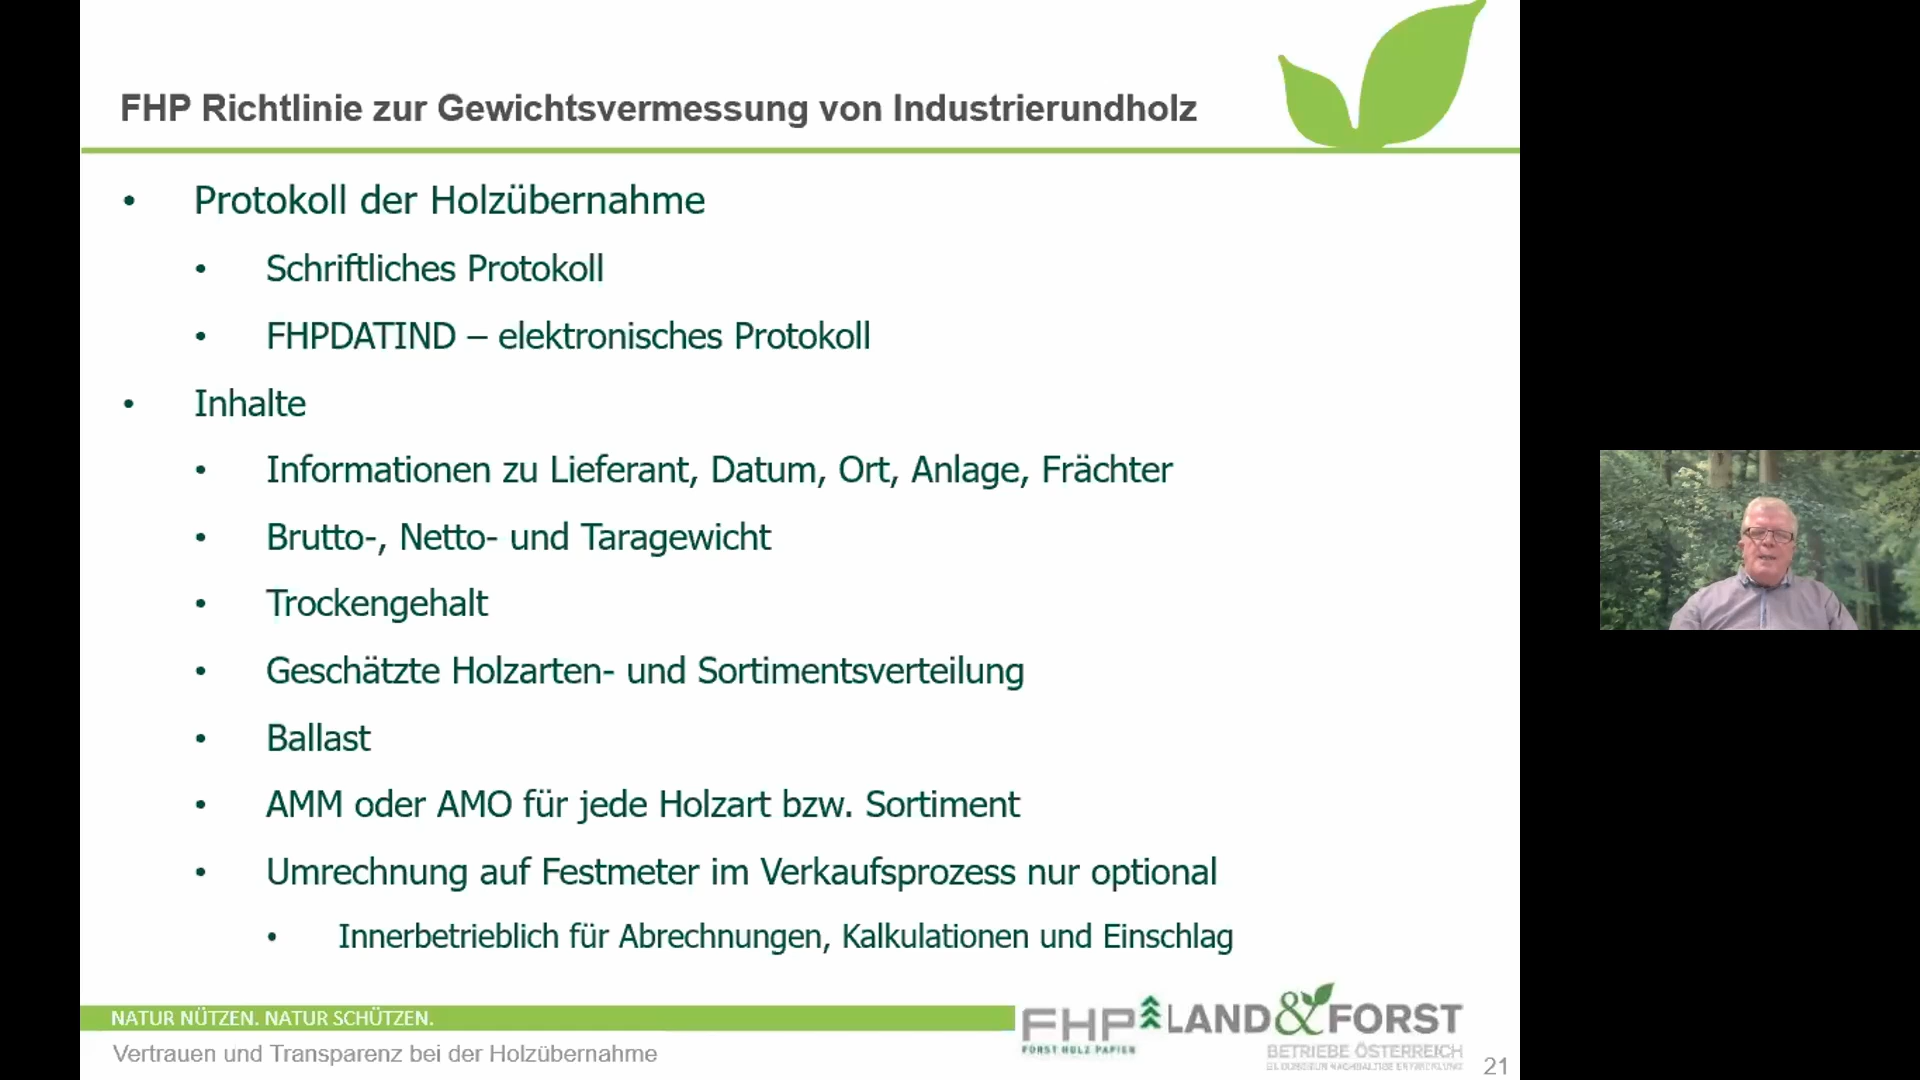 FHP Richtlinie zur Gewichtsvermessung von Industrierundholz
• Protokoll der Holzübernahme
• Schriftliches Protokoll
• FHPDATIND – elektronisches Protokoll
• Inhalte
• Informationen zu Lieferant, Datum, Ort, Anlage, Frächter
• Brutto-, Netto- und Taragewicht
• Trockengehalt
• Geschätzte Holzarten- und Sortimentsverteilung
• Ballast
• AMM oder AMO für jede Holzart bzw. Sortiment
• Umrechnung auf Festmeter im Verkaufsprozess nur optional
• Innerbetrieblich für Abrechnungen, Kalkulationen und Einschlag
NATUR NÜTZEN. NATUR SCHÜTZEN.
Vertrauen und Transparenz bei der Holzübernahme
FHP
FORST HOLZ PAPIER
LAND&FORST
BETRIEBE ÖSTERREICH
21